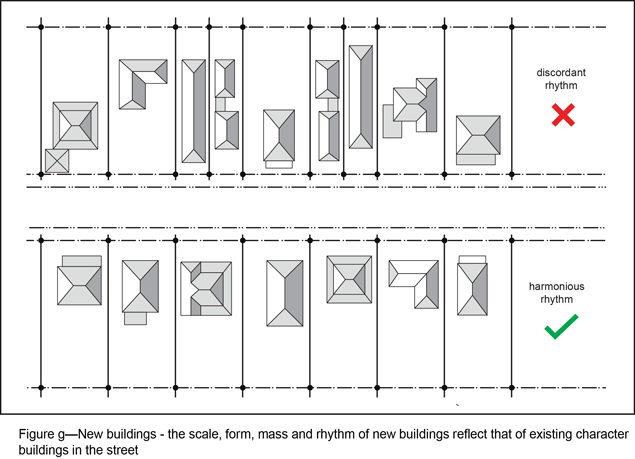 discordant
rhythm
harmonious
rhythm
Figure g—New buildings - the scale, form, mass and rhythm of new buildings reflect that of existing character
buildings in the street